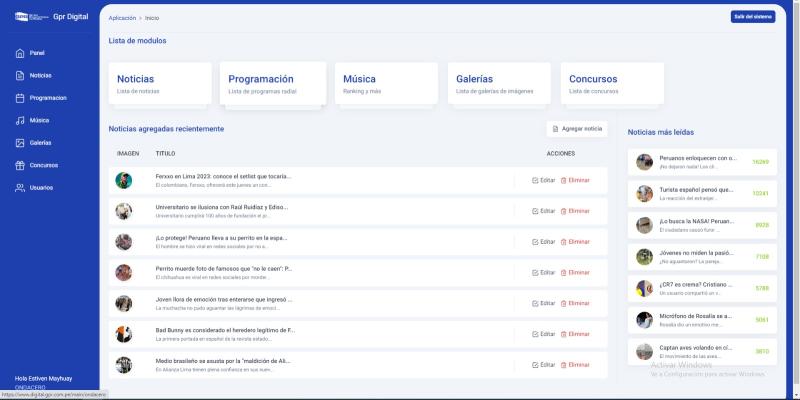 Gpr Digital
Aplicación > Inicio
Salir del sistema
Panel
Noticias
Programacion
Música
Galerías
Concursos
Usuarios
Lista de modulos
Noticias
Lista de noticias
Programación
Lista de programas radial
Música
Ranking y más
Galerías
Lista de galerías de imágenes
Concursos
Lista de concursos
Noticias agregadas recientemente
Agregar noticia
IMAGEN TITULO ACCIONES
Ferxxo en Lima 2023: conoce el setlist que tocaría...
El colombiano, Ferxxo, ofrecerá este jueves un con...
Editar Eliminar
Universitario se ilusiona con Raúl Ruidíaz y Ediso...
Universitario cumplirá 100 años de fundación el pr...
Editar Eliminar
¡Lo protege! Peruano lleva a su perrito en la espa...
El hombre se hizo viral en redes sociales por no a...
Editar Eliminar
Perrito muerde foto de famosos que "no le caen": P...
El chihuahua es viral en redes sociales por morder...
Editar Eliminar
Joven llora de emoción tras enterarse que ingresó ...
La muchacha no pudo aguantar las lágrimas de emoci...
Editar Eliminar
Bad Bunny es considerado el heredero legítimo de F...
La primera portada en español de la revista estado...
Editar Eliminar
Medio brasileño se asusta por la "maldición de Ali...
En Alianza Lima tienen plena confianza en sus nuev...
Editar Eliminar
Noticias más leídas
Peruanos enloquecen con o...
¡No dejaron nada! Los cli...
16269
Turista español pensó que...
La reacción del extranjer...
10241
¡Lo busca la NASA! Peruan...
El ciudadano causó furor ...
8928
Jóvenes no miden la pasió...
¿No aguantaron? La pareja...
7108
¿CR7 es crema? Cristiano ...
Un usuario compartió un v...
5788
Micrófono de Rosalía se a...
Rosalía dio un emotivo me...
5061
Captan aves volando en cí...
El movimiento de las aves...
3810
Activar Windows
Ve a Configuración para activar Windows.
Hola Estiven Mayhuay
ONDACERO
https://www.digital.gpr.com.pe/main/ondacero